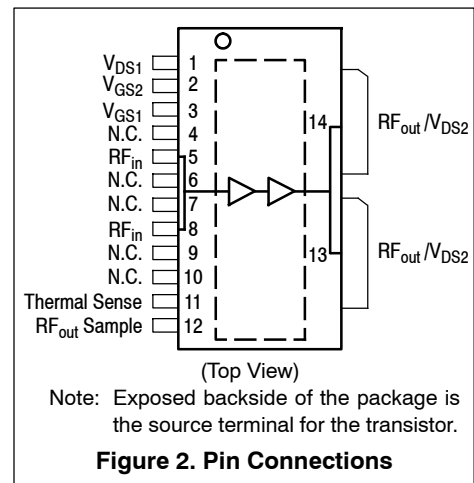 VDS1 1
VGS2 2
VGS1 3
N.C. 4
RFin 5
N.C. 6
N.C. 7
RFin 8
N.C. 9
N.C. 10
Thermal Sense 11
RFout Sample 12
14 RFout/VDS2
13 RFout/VDS2
(Top View)
Note: Exposed backside of the package is
the source terminal for the transistor.
Figure 2. Pin Connections